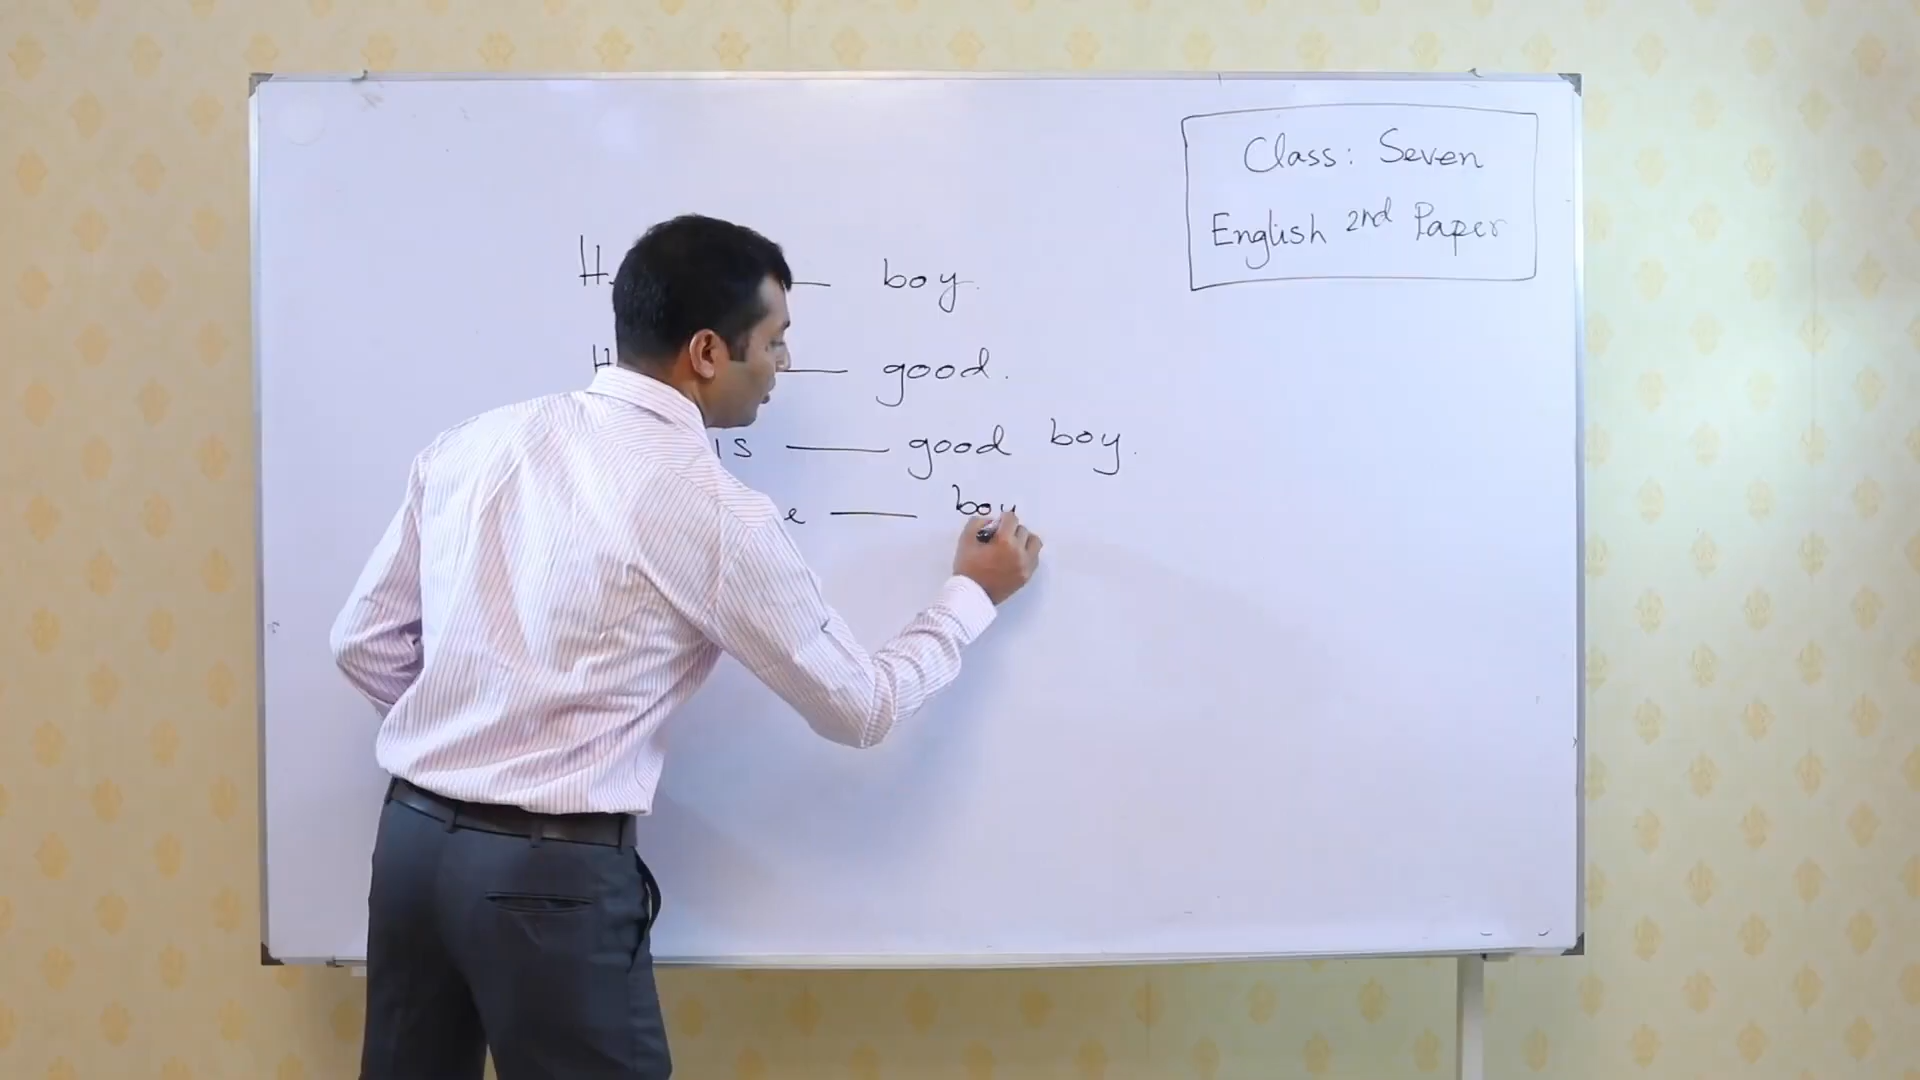 Class: Seven
English 2nd Paper
H — boy.
H — good.
is — good boy.
e — boy